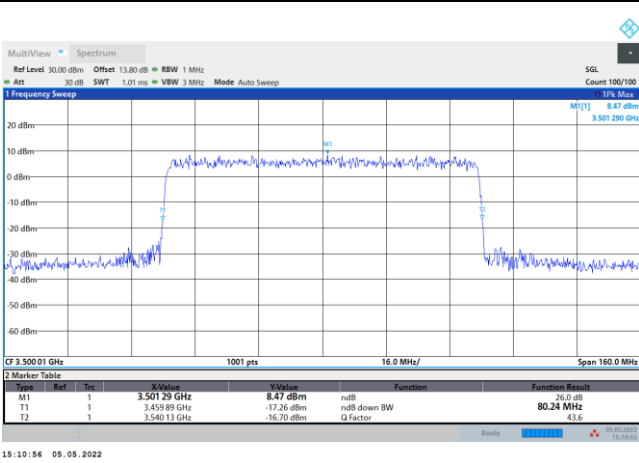 MultiView Spectrum
Ref Level 30.00 dBm Offset 13.80 dB RBW 1 MHz SGL
Att 30 dB SWT 1.01 ms VBW 3 MHz Mode Auto Sweep Count 100/100
1 Frequency Sweep 1Pk Max
M1[1] 8.47 dBm
3.501 290 GHz
20 dBm
M1
10 dBm
0 dBm
-10 dBm
T1 T2
-20 dBm
-30 dBm
-40 dBm
-50 dBm
-60 dBm
CF 3.500 01 GHz 1001 pts 16.0 MHz/ Span 160.0 MHz
2 Marker Table
Type Ref Trc X-Value Y-Value Function Function Result
M1 1 3.501 29 GHz 8.47 dBm ndB 26.0 dB
T1 1 3.459 89 GHz -17.26 dBm ndB down BW 80.24 MHz
T2 1 3.540 13 GHz -16.70 dBm Q Factor 43.6
Ready 05.05.2022
15:10:55
15:10:56 05.05.2022